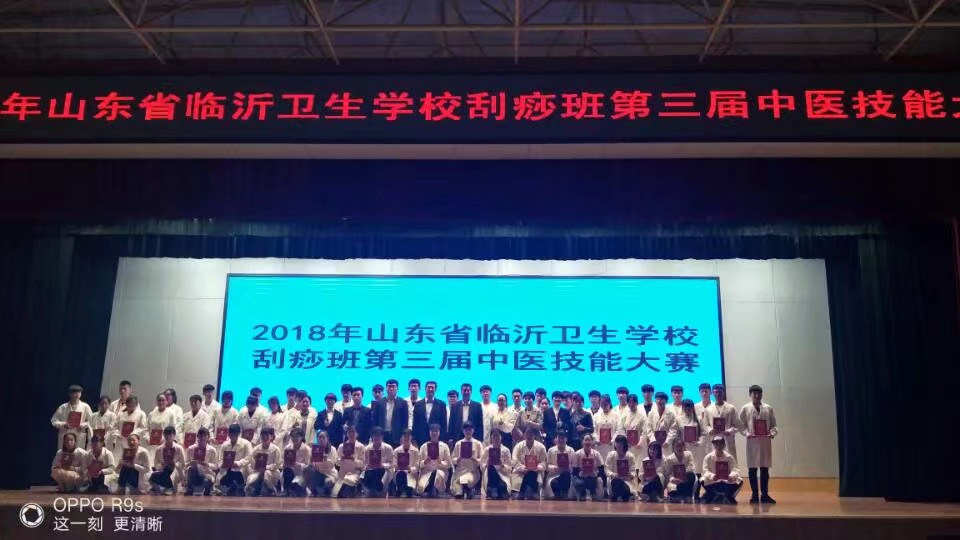 年山东省临沂卫生学校刮痧班第三届中医技能大
2018年山东省临沂卫生学校
刮痧班第三届中医技能大赛
OPPO R9s
这一刻 更清晰